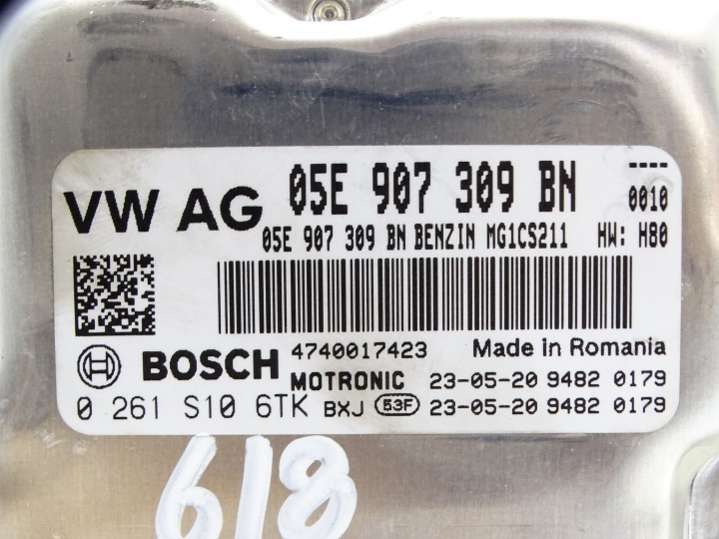 VW AG 05E 907 309 BN ----
0010
05E 907 309 BN BENZIN MG1CS211 HW: H80
BOSCH 4740017423 Made in Romania
MOTRONIC 23-05-20 9482 0179
0 261 S10 6TK BXJ 53F 23-05-20 9482 0179
618